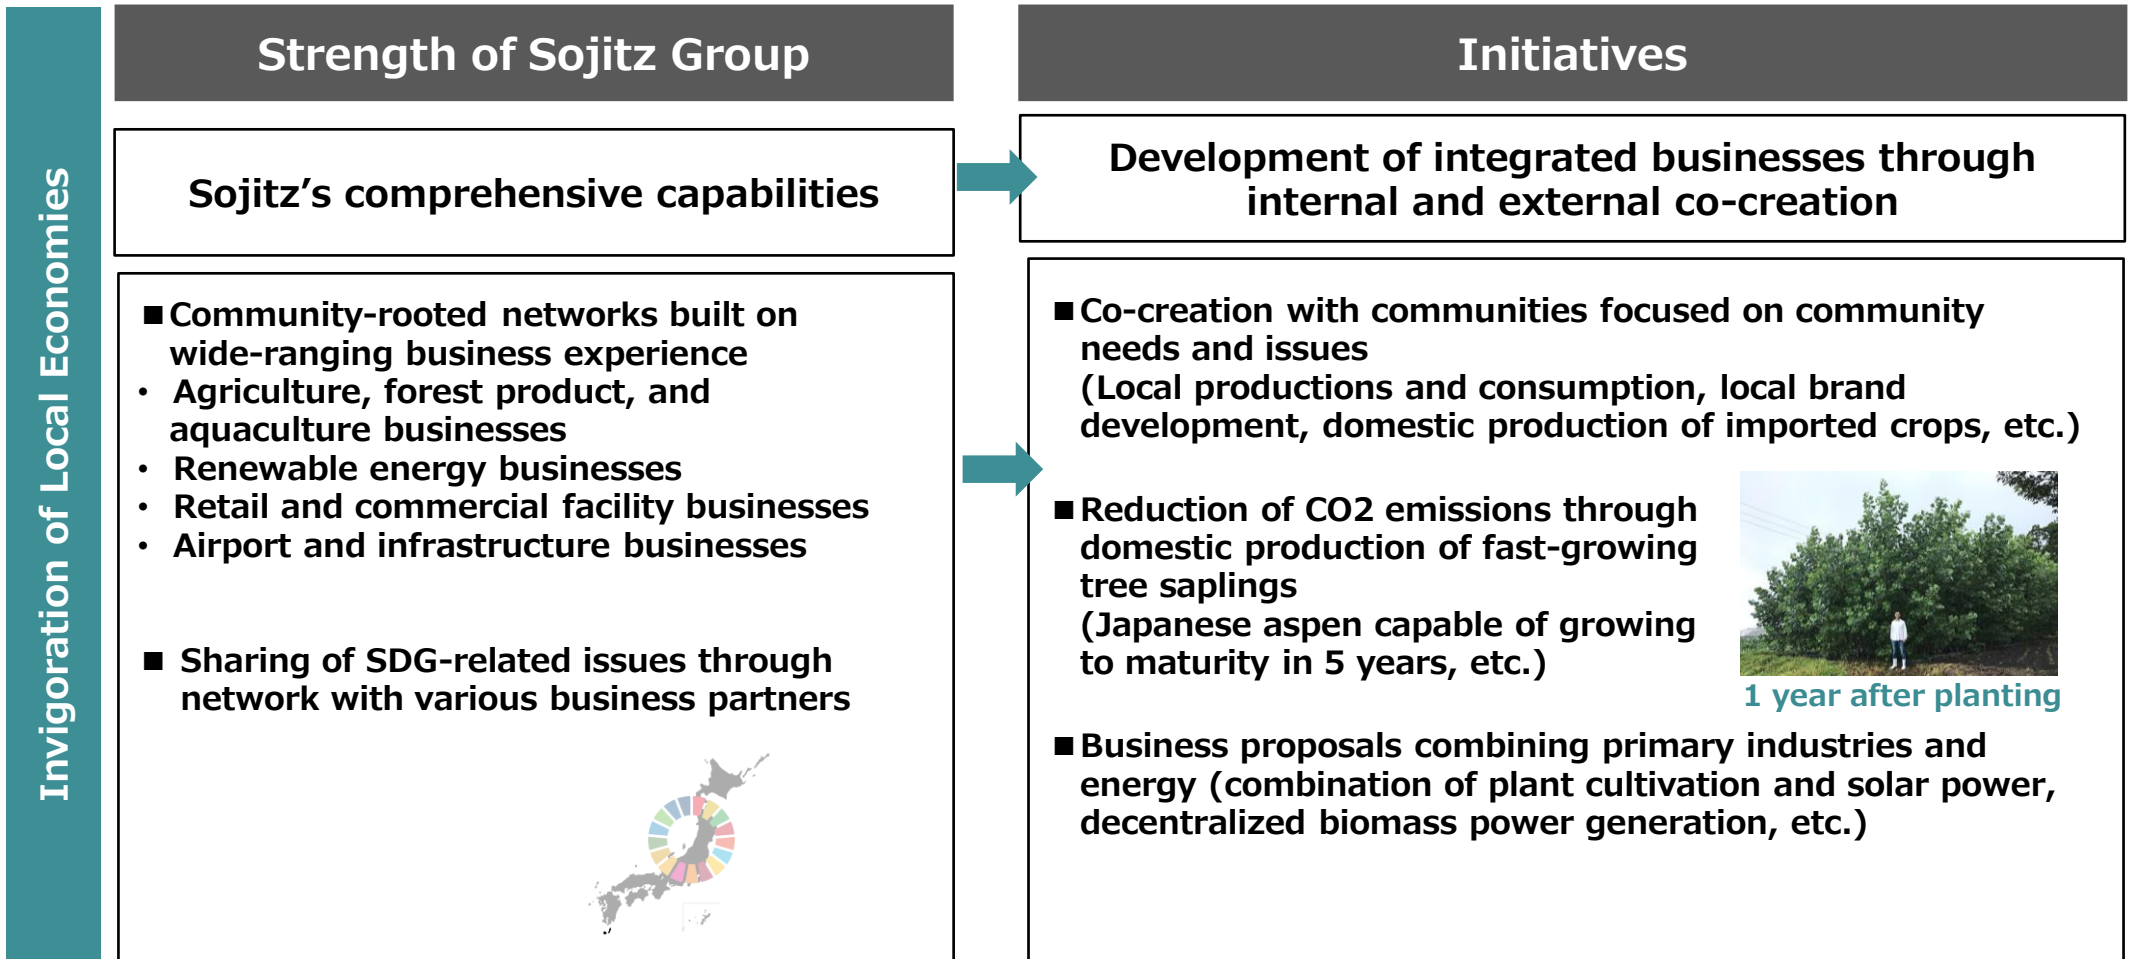 Invigoration of Local Economies
Strength of Sojitz Group
Sojitz’s comprehensive capabilities
■Community-rooted networks built on
wide-ranging business experience
・ Agriculture, forest product, and
aquaculture businesses
・ Renewable energy businesses
・ Retail and commercial facility businesses
・ Airport and infrastructure businesses
■ Sharing of SDG-related issues through
network with various business partners
Initiatives
Development of integrated businesses through
internal and external co-creation
■Co-creation with communities focused on community
needs and issues
(Local productions and consumption, local brand
development, domestic production of imported crops, etc.)
■Reduction of CO2 emissions through
domestic production of fast-growing
tree saplings
(Japanese aspen capable of growing
to maturity in 5 years, etc.)
1 year after planting
■Business proposals combining primary industries and
energy (combination of plant cultivation and solar power,
decentralized biomass power generation, etc.)